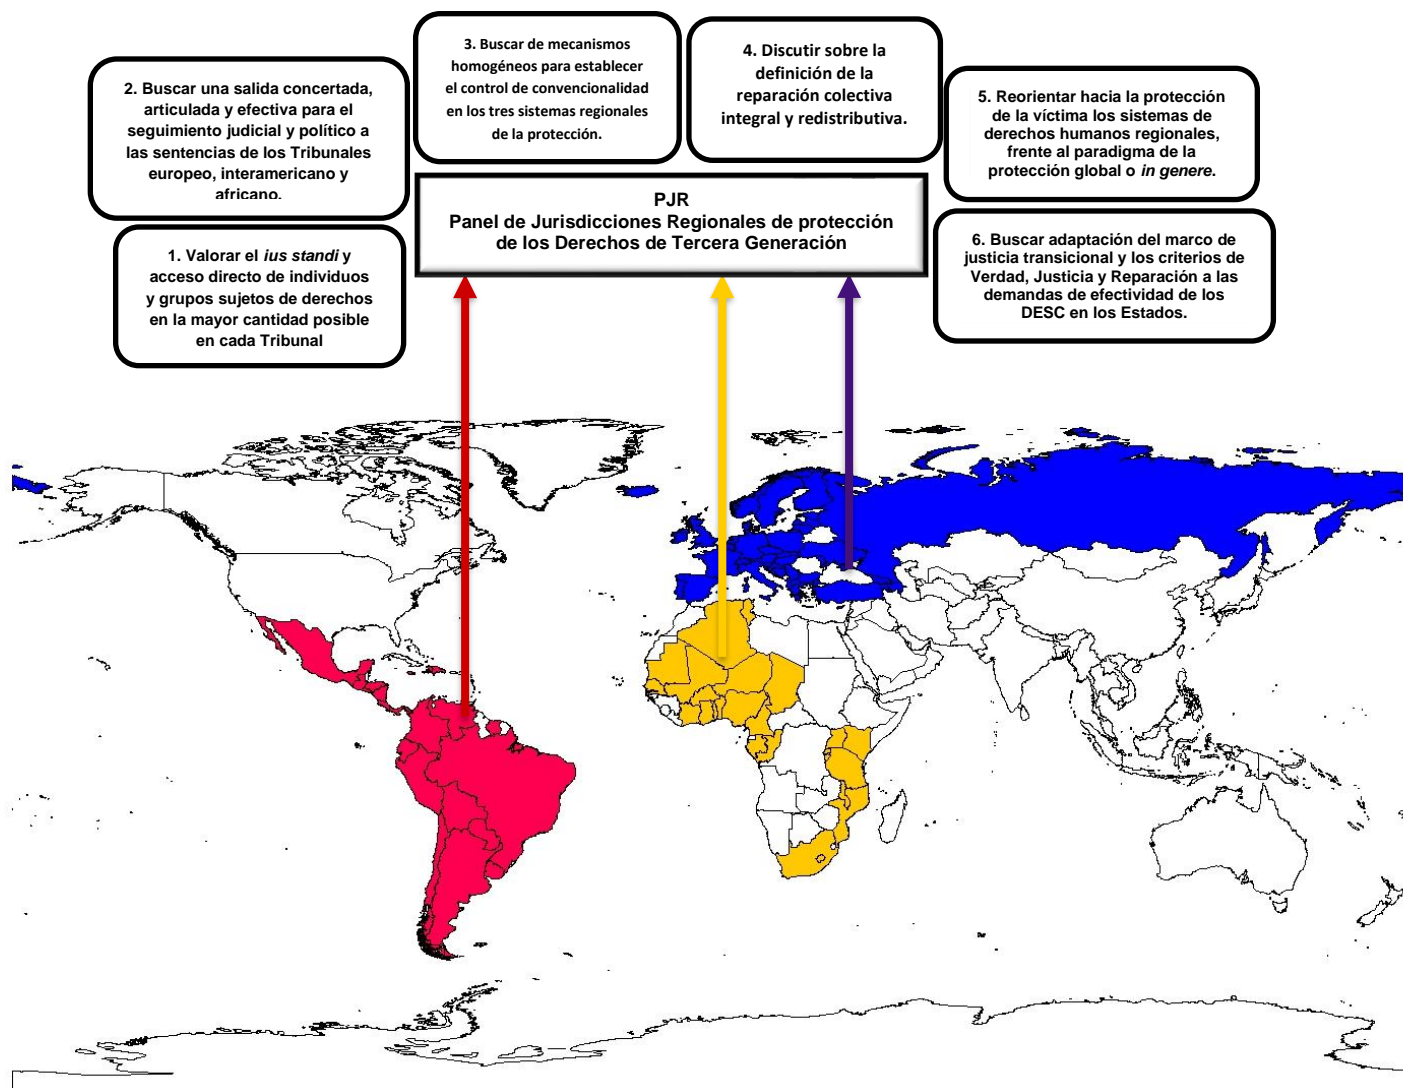 1. Valorar el ius standi y
acceso directo de individuos
y grupos sujetos de derechos
en la mayor cantidad posible
en cada Tribunal
2. Buscar una salida concertada,
articulada y efectiva para el
seguimiento judicial y político a
las sentencias de los Tribunales
europeo, interamericano y
africano.
3. Buscar de mecanismos
homogéneos para establecer
el control de convencionalidad
en los tres sistemas regionales
de la protección.
4. Discutir sobre la
definición de la
reparación colectiva
integral y redistributiva.
5. Reorientar hacia la protección
de la víctima los sistemas de
derechos humanos regionales,
frente al paradigma de la
protección global o in genere.
6. Buscar adaptación del marco de
justicia transicional y los criterios de
Verdad, Justicia y Reparación a las
demandas de efectividad de los
DESC en los Estados.
PJR
Panel de Jurisdicciones Regionales de protección
de los Derechos de Tercera Generación